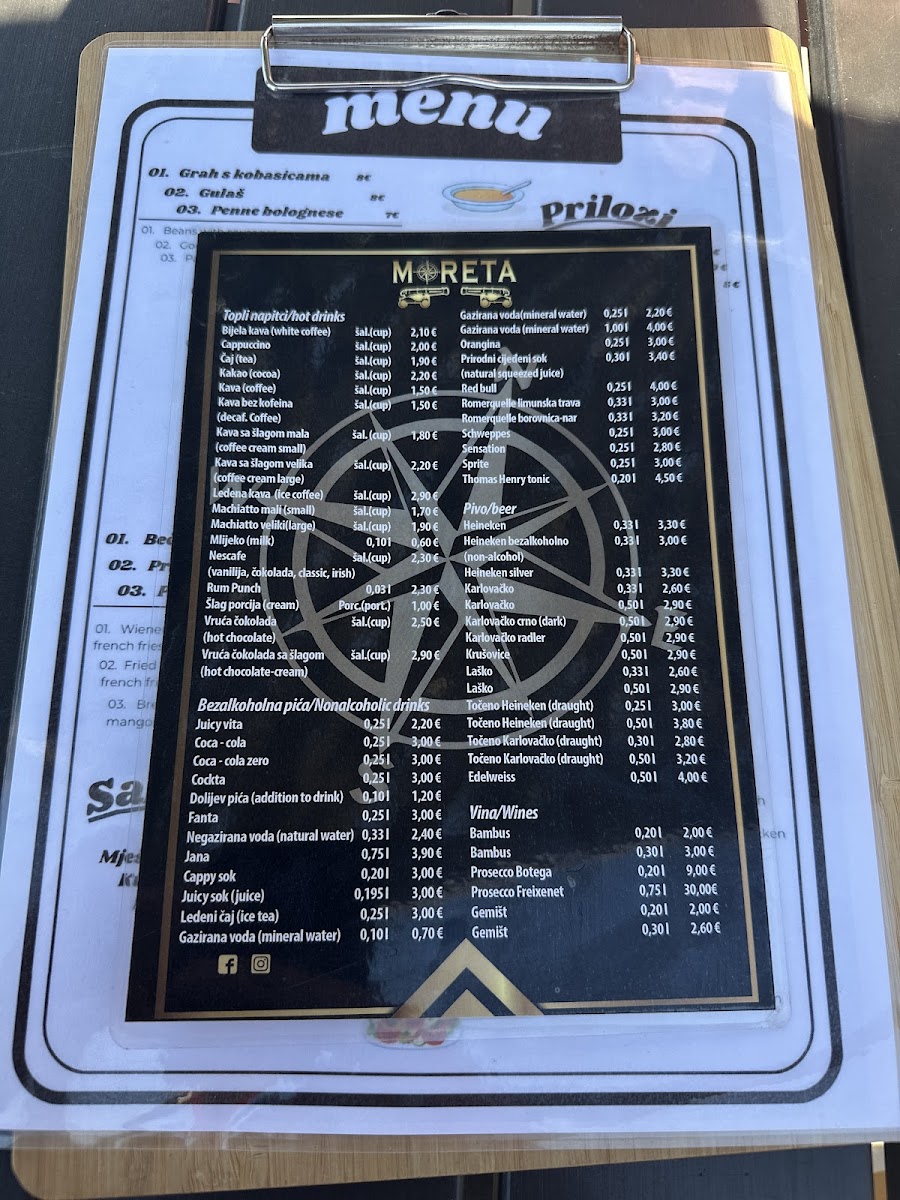 menu
01. Grah s kobasicama 8€
02. Gulaš 8€
03. Penne bolognese 7€
Prilozi
01. Beans with
02.
03.
8€
MORETA
Topli napitci/hot drinks
Bijela kava (white coffee) šal.(cup) 2,10 €
Cappuccino šal.(cup) 2,00 €
Čaj (tea) šal.(cup) 1,90 €
Kakao (cocoa) šal.(cup) 2,20 €
Kava (coffee) šal.(cup) 1,50 €
Kava bez kofeina šal.(cup) 1,50 €
(decaf. Coffee)
Kava sa šlagom mala šal. (cup) 1,80 €
(coffee cream small)
Kava sa šlagom velika šal.(cup) 2,20 €
(coffee cream large)
Ledena kava (ice coffee) šal.(cup) 2,90 €
Machiatto mali (small) šal.(cup) 1,70 €
Machiatto veliki(large) šal.(cup) 1,90 €
Mlijeko (milk) 0,10 l 0,60 €
Nescafe šal.(cup) 2,30 €
(vanilija, čokolada, classic, irish)
Rum Punch 0,03 l 2,30 €
Šlag porcija (cream) Porc.(port.) 1,00 €
Vruća čokolada šal.(cup) 2,50 €
(hot chocolate)
Vruća čokolada sa šlagom šal.(cup) 2,90 €
(hot chocolate-cream)
Bezalkoholna pića/Nonalcoholic drinks
Juicy vita 0,25 l 2,20 €
Coca - cola 0,25 l 3,00 €
Coca - cola zero 0,25 l 3,00 €
Cockta 0,25 l 3,00 €
Dolijev pića (addition to drink) 0,10 l 1,20 €
Fanta 0,25 l 3,00 €
Negazirana voda (natural water) 0,33 l 2,40 €
Jana 0,75 l 3,90 €
Cappy sok 0,20 l 3,00 €
Juicy sok (juice) 0,195 l 3,00 €
Ledeni čaj (ice tea) 0,25 l 3,00 €
Gazirana voda (mineral water) 0,10 l 0,70 €
Gazirana voda(mineral water) 0,25 l 2,20 €
Gazirana voda (mineral water) 1,00 l 4,00 €
Orangina 0,25 l 3,00 €
Prirodni cijeđeni sok 0,30 l 3,40 €
(natural squeezed juice)
Red bull 0,25 l 4,00 €
Romerquelle limunska trava 0,33 l 3,00 €
Romerquelle borovnica-nar 0,33 l 3,20 €
Schweppes 0,25 l 3,00 €
Sensation 0,25 l 2,80 €
Sprite 0,25 l 3,00 €
Thomas Henry tonic 0,20 l 4,50 €
Pivo/beer
Heineken 0,33 l 3,30 €
Heineken bezalkoholno 0,33 l 3,00 €
(non-alcohol)
Heineken silver 0,33 l 3,30 €
Karlovačko 0,33 l 2,60 €
Karlovačko 0,50 l 2,90 €
Karlovačko crno (dark) 0,50 l 2,90 €
Karlovačko radler 0,50 l 2,90 €
Krušovice 0,50 l 2,90 €
Laško 0,33 l 2,60 €
Laško 0,50 l 2,90 €
Točeno Heineken (draught) 0,25 l 3,00 €
Točeno Heineken (draught) 0,50 l 3,80 €
Točeno Karlovačko (draught) 0,30 l 2,80 €
Točeno Karlovačko (draught) 0,50 l 3,20 €
Edelweiss 0,50 l 4,00 €
Vina/Wines
Bambus 0,20 l 2,00 €
Bambus 0,30 l 3,00 €
Prosecco Botega 0,20 l 9,00 €
Prosecco Freixenet 0,75 l 30,00€
Gemišt 0,20 l 2,00 €
Gemišt 0,30 l 2,60 €
01.
02.
03.
01. Wiene
french fries
02. Fried
french fr
03. Bre
mango
Sa
Mjes